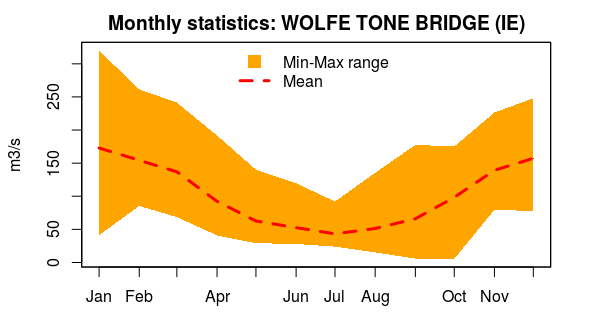 Monthly statistics: WOLFE TONE BRIDGE (IE)
Min-Max range
Mean
m3/s
250
150
50
0
Jan Feb Apr Jun Jul Aug Oct Nov